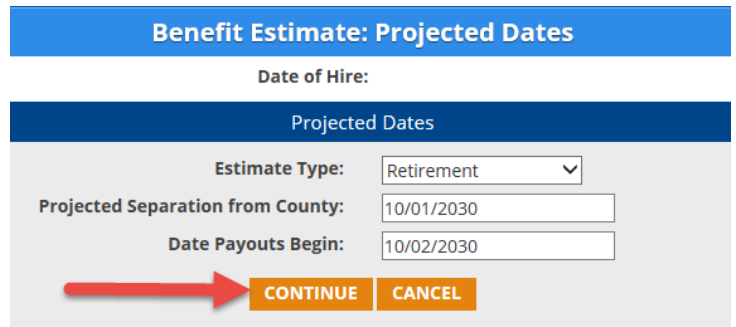 Benefit Estimate: Projected Dates
Date of Hire:
Projected Dates
Estimate Type: Retirement
Projected Separation from County: 10/01/2030
Date Payouts Begin: 10/02/2030
CONTINUE CANCEL